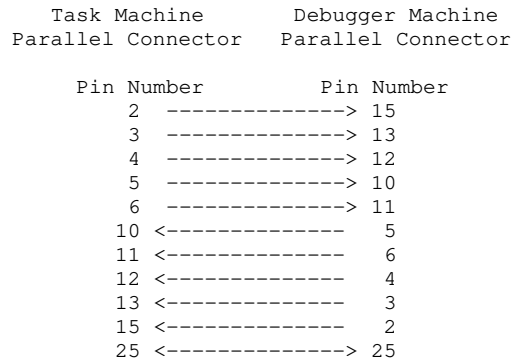 Task Machine Debugger Machine
Parallel Connector Parallel Connector
Pin Number Pin Number
2 --------------> 15
3 --------------> 13
4 --------------> 12
5 --------------> 10
6 --------------> 11
10 <-------------- 5
11 <-------------- 6
12 <-------------- 4
13 <-------------- 3
15 <-------------- 2
25 <--------------> 25